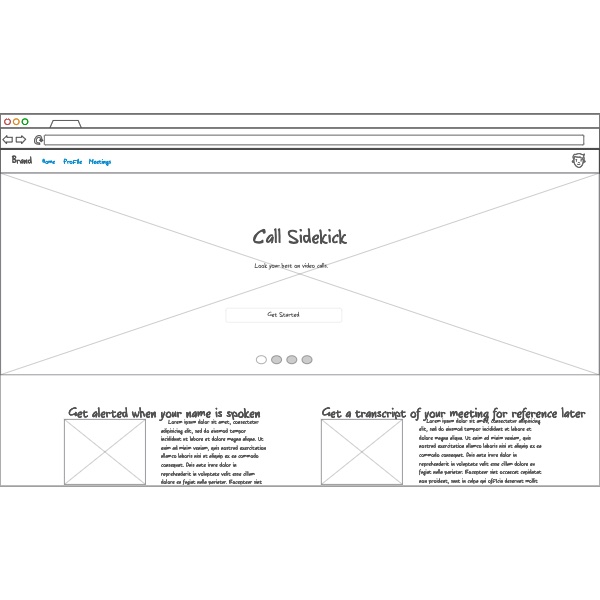 Brand Home Profile Meetings
Call Sidekick
Look your best on video calls.
Get Started
Get alerted when your name is spoken
Lorem ipsum dolor sit amet, consectetur
adipiscing elit, sed do eiusmod tempor
incididunt ut labore et dolore magna aliqua. Ut
enim ad minim veniam, quis nostrud exercitation
ullamco laboris nisi ut aliquip ex ea commodo
consequat. Duis aute irure dolor in
reprehenderit in voluptate velit esse cillum
dolore eu fugiat nulla pariatur. Excepteur sint
Get a transcript of your meeting for reference later
Lorem ipsum dolor sit amet, consectetur adipiscing
elit, sed do eiusmod tempor incididunt ut labore et
dolore magna aliqua. Ut enim ad minim veniam, quis
nostrud exercitation ullamco laboris nisi ut aliquip ex ea
commodo consequat. Duis aute irure dolor in
reprehenderit in voluptate velit esse cillum dolore eu
fugiat nulla pariatur. Excepteur sint occaecat cupidatat
non proident, sunt in culpa qui officia deserunt mollit